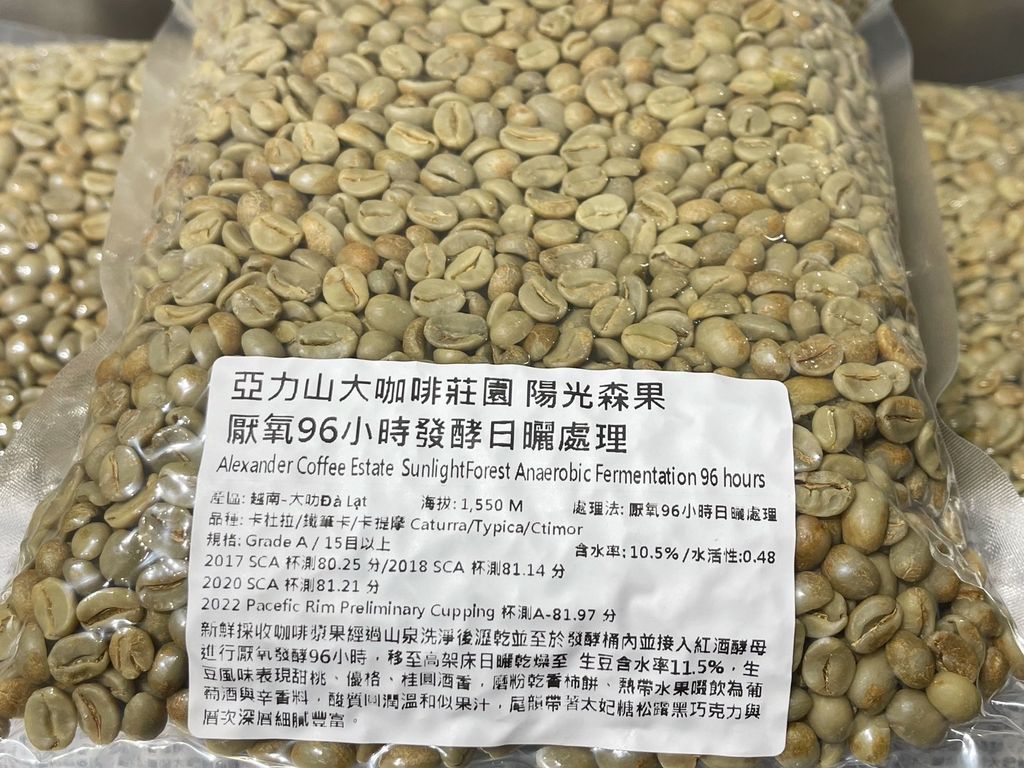 亞力山大咖啡莊園 陽光森果
厭氧96小時發酵日曬處理
Alexander Coffee Estate SunlightForest Anaerobic Fermentation 96 hours
產區: 越南-大叻Đà Lạt 海拔: 1,550 M 處理法: 厭氧96小時日曬處理
品種: 卡杜拉/鐵畢卡/卡提摩 Caturra/Typica/Ctimor
規格: Grade A / 15目以上 含水率: 10.5% /水活性:0.48
2017 SCA 杯測80.25 分/2018 SCA 杯測81.14 分
2020 SCA 杯測81.21 分
2022 Pacefic Rim Preliminary Cupping 杯測A-81.97 分
新鮮採收咖啡漿果經過山泉洗淨後瀝乾並至於發酵桶內並接入紅酒酵母
進行厭氧發酵96小時，移至高架床日曬乾燥至 生豆含水率11.5%，生
豆風味表現甜桃、優格、桂圓酒香，磨粉乾香柿餅、熱帶水果啜飲為葡
萄酒與辛香料，酸質圓潤溫和似果汁，尾韻帶著太妃糖松露黑巧克力與
層次深厚細膩豐富。